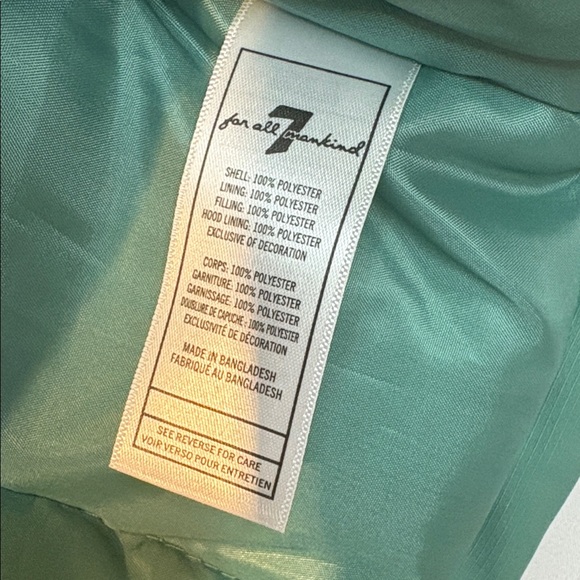 for all 7 mankind
SHELL: 100% POLYESTER
LINING: 100% POLYESTER
FILLING: 100% POLYESTER
HOOD LINING: 100% POLYESTER
EXCLUSIVE OF DECORATION
CORPS: 100% POLYESTER
GARNITURE: 100% POLYESTER
GARNISSAGE: 100% POLYESTER
DOUBLURE DE CAPUCHE : 100% POLYESTER
EXCLUSIVITÉ DE DÉCORATION
MADE IN BANGLADESH
FABRIQUÉ AU BANGLADESH
SEE REVERSE FOR CARE
VOIR VERSO POUR ENTRETIEN